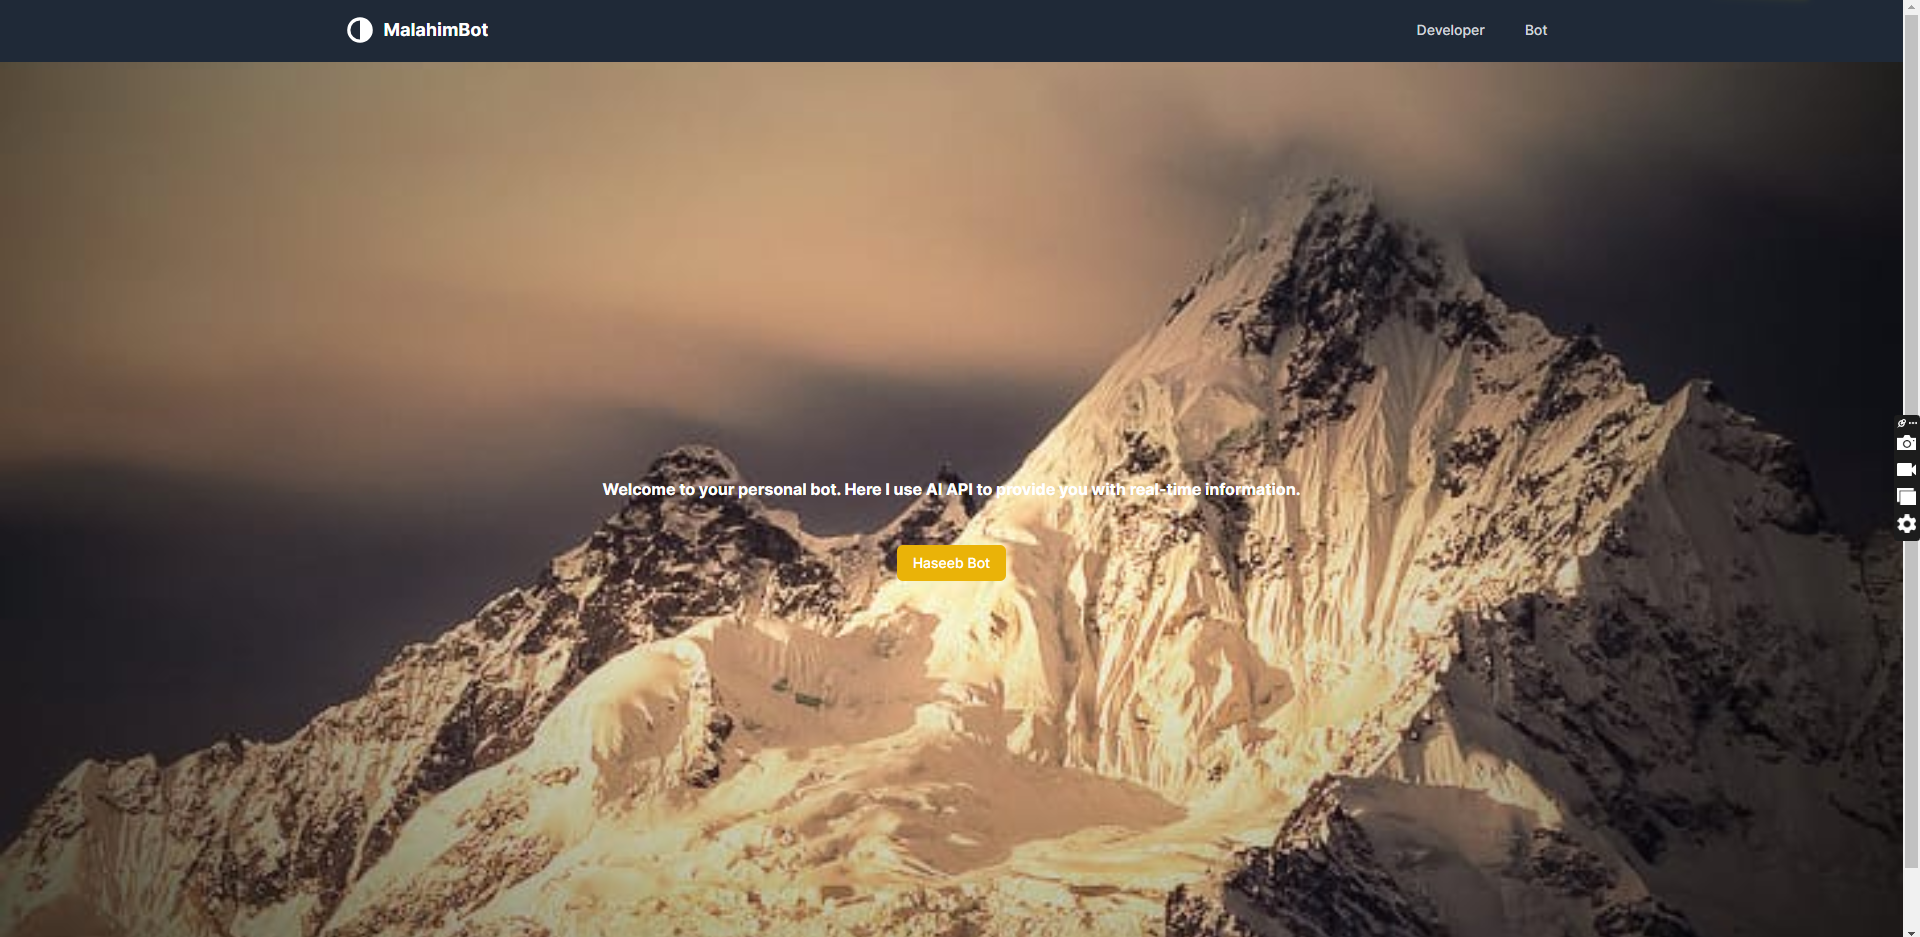 MalahimBot
Developer
Bot
Welcome to your personal bot. Here I use AI API to provide you with real-time information.
Haseeb Bot